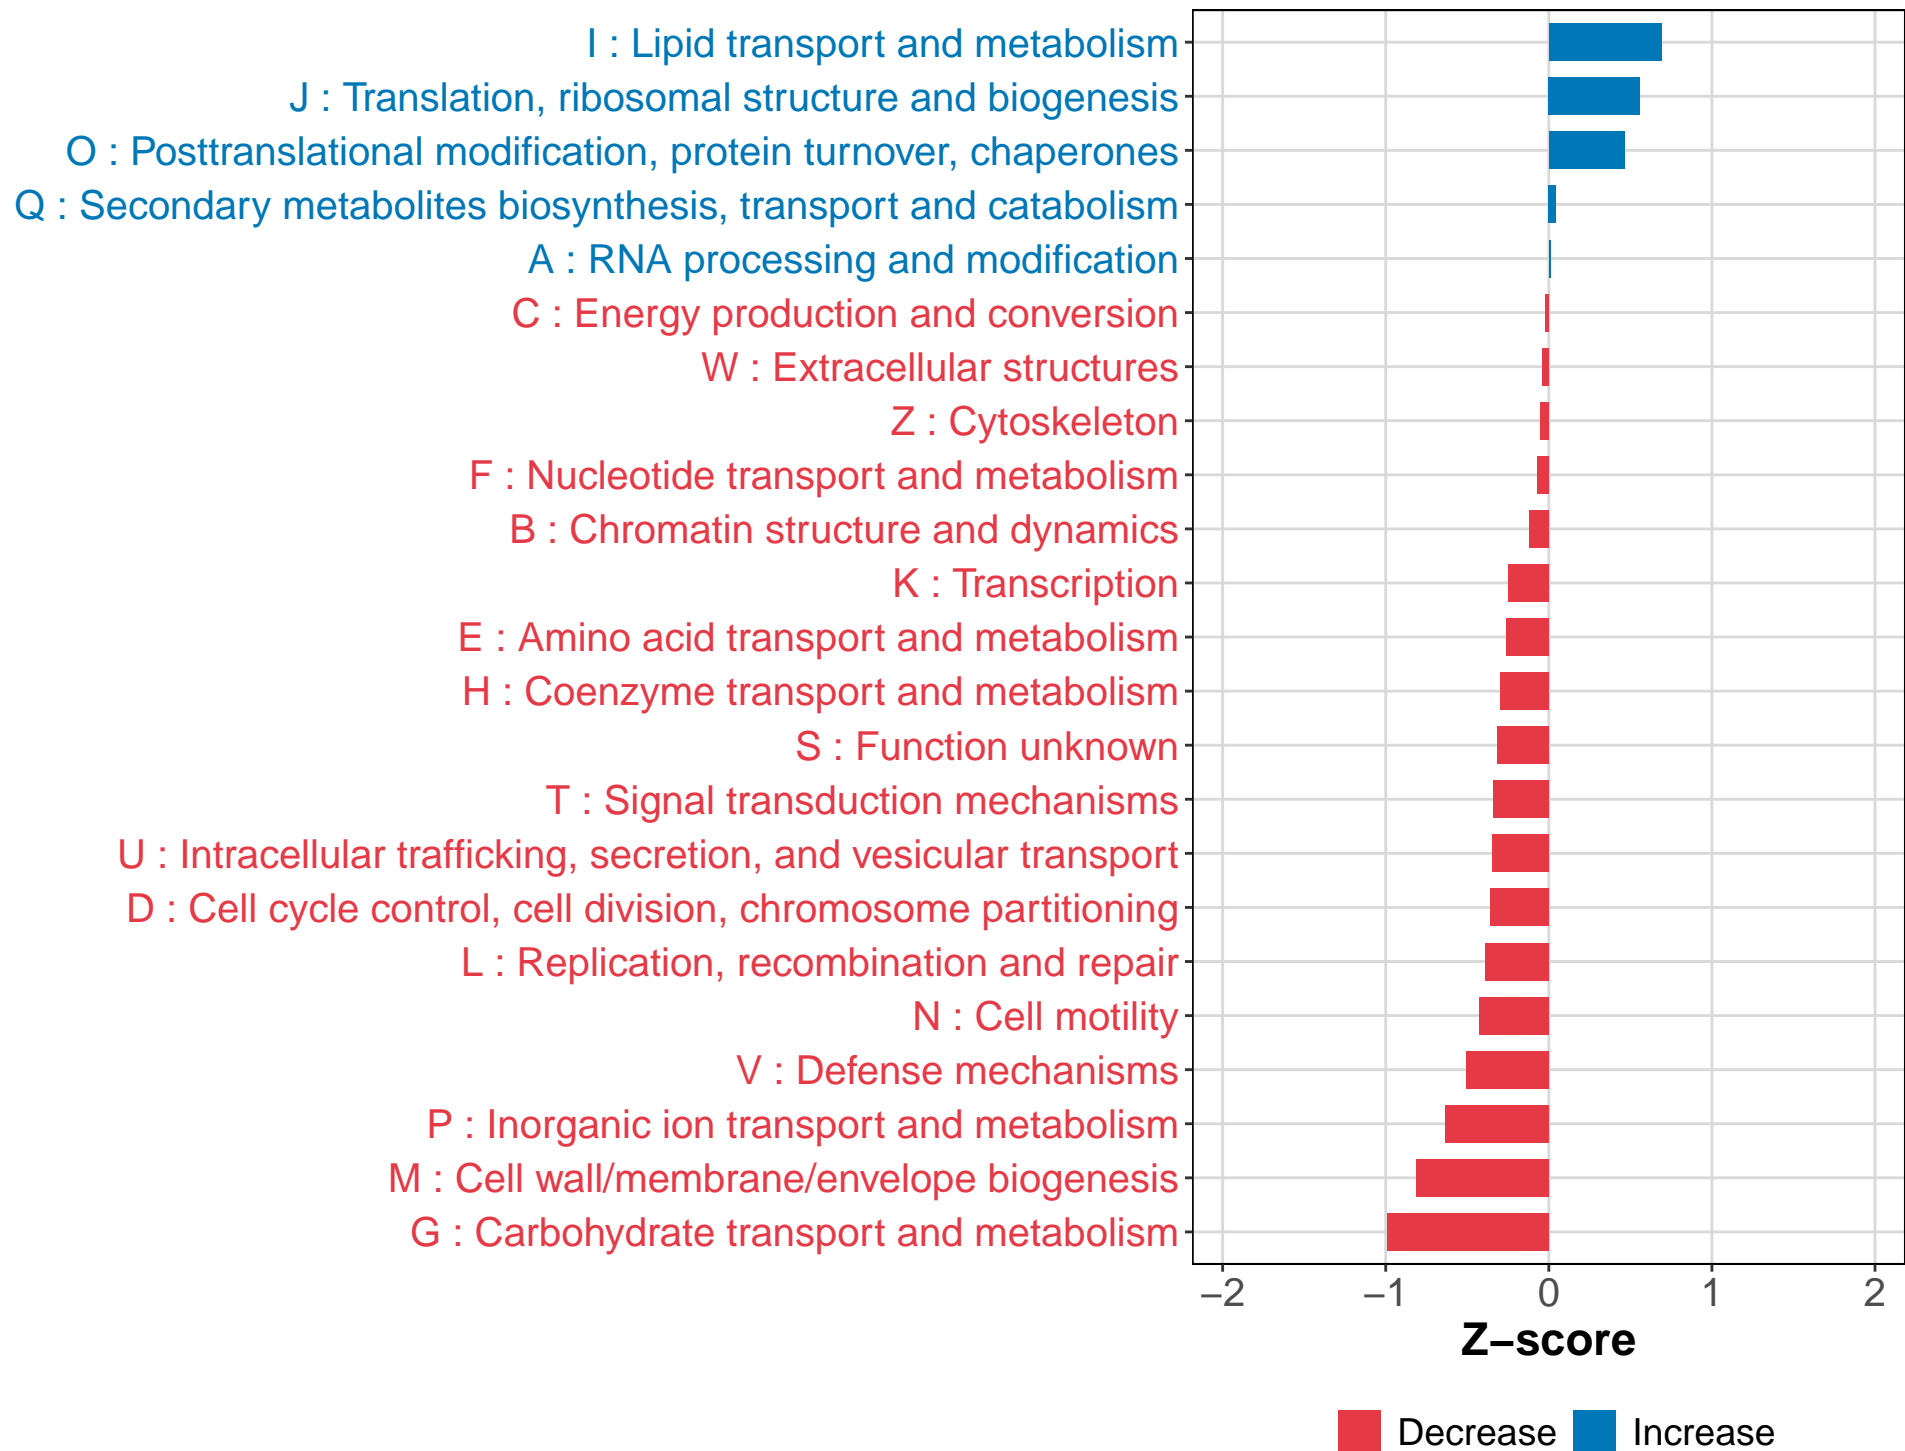 I : Lipid transport and metabolism
J : Translation, ribosomal structure and biogenesis
O : Posttranslational modification, protein turnover, chaperones
Q : Secondary metabolites biosynthesis, transport and catabolism
A : RNA processing and modification
C : Energy production and conversion
W : Extracellular structures
Z : Cytoskeleton
F : Nucleotide transport and metabolism
B : Chromatin structure and dynamics
K : Transcription
E : Amino acid transport and metabolism
H : Coenzyme transport and metabolism
S : Function unknown
T : Signal transduction mechanisms
U : Intracellular trafficking, secretion, and vesicular transport
D : Cell cycle control, cell division, chromosome partitioning
L : Replication, recombination and repair
N : Cell motility
V : Defense mechanisms
P : Inorganic ion transport and metabolism
M : Cell wall/membrane/envelope biogenesis
G : Carbohydrate transport and metabolism
−2 −1 0 1 2
Z−score
Decrease Increase